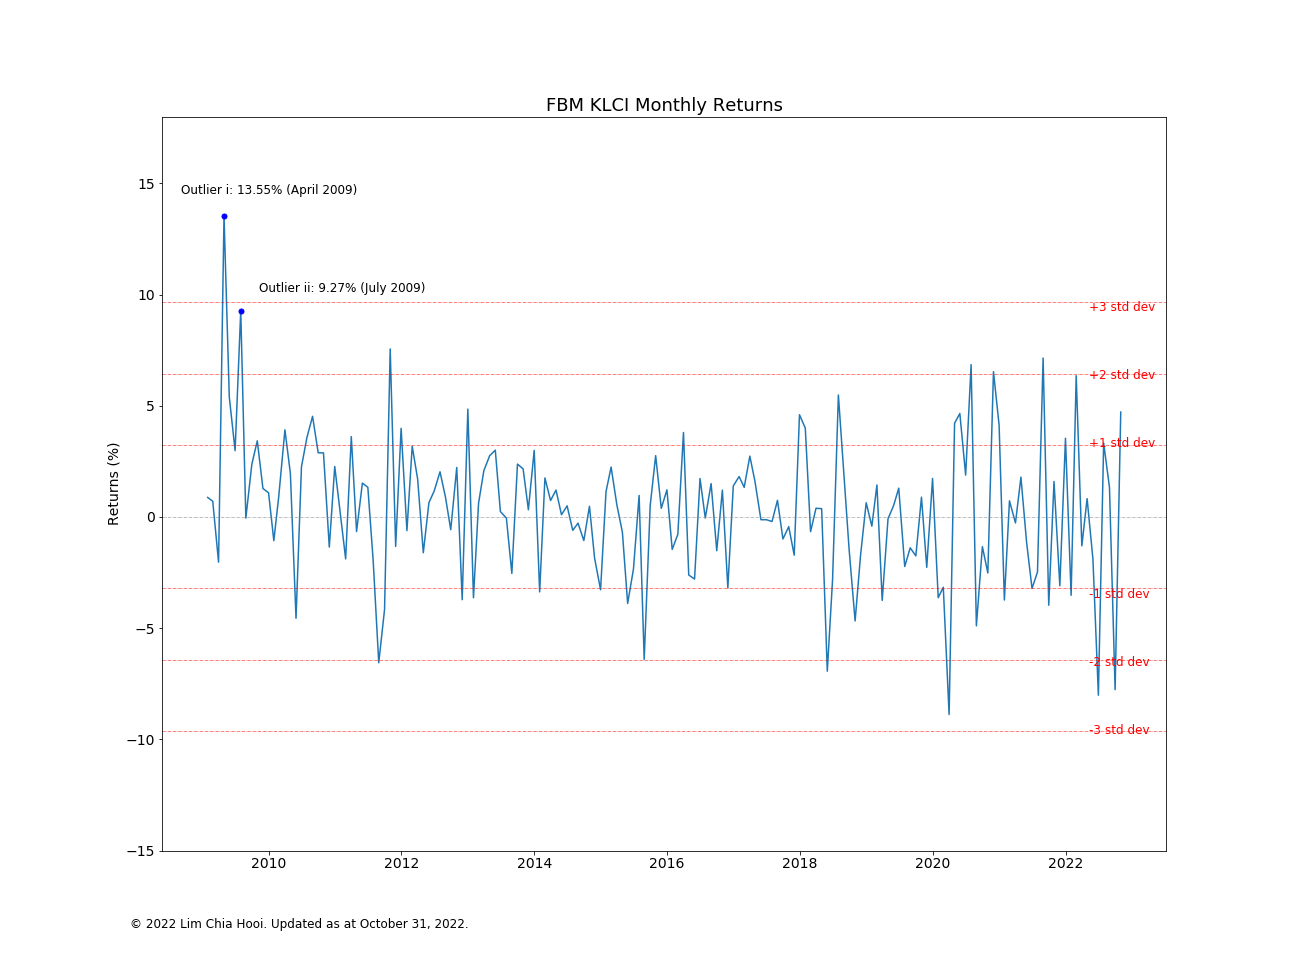 FBM KLCI Monthly Returns
Outlier i: 13.55% (April 2009)
Outlier ii: 9.27% (July 2009)
+3 std dev
+2 std dev
+1 std dev
-1 std dev
-2 std dev
-3 std dev
Returns (%)
15
10
5
0
−5
−10
−15
2010
2012
2014
2016
2018
2020
2022
© 2022 Lim Chia Hooi. Updated as at October 31, 2022.